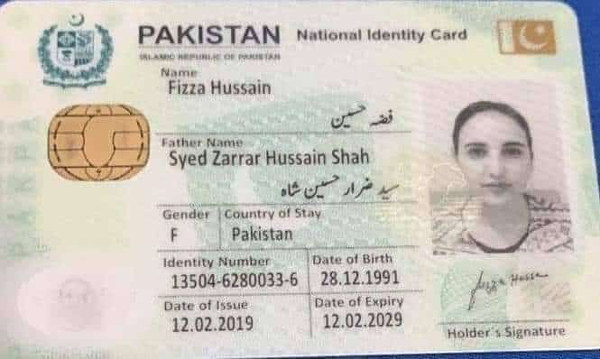 PAKISTAN National Identity Card
ISLAMIC REPUBLIC OF PAKISTAN
Name
Fizza Hussain
فضہ حسین
Father Name
Syed Zarrar Hussain Shah
سید ضرار حسین شاہ
Gender Country of Stay
F Pakistan
Identity Number Date of Birth
13504-6280033-6 28.12.1991
Date of Issue Date of Expiry
12.02.2019 12.02.2029
Holder's Signature